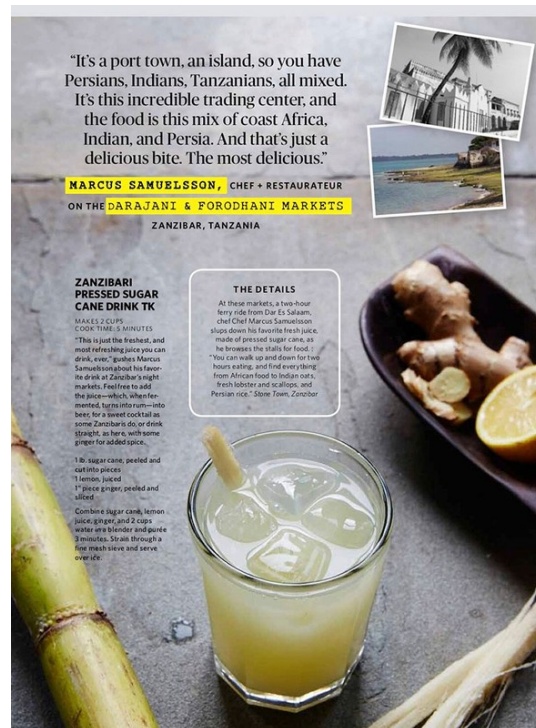 “It’s a port town, an island, so you have
Persians, Indians, Tanzanians, all mixed.
It’s this incredible trading center, and
the food is this mix of coast Africa,
Indian, and Persia. And that’s just a
delicious bite. The most delicious.”
MARCUS SAMUELSSON, CHEF + RESTAURATEUR
ON THE DARAJANI & FORODHANI MARKETS
ZANZIBAR, TANZANIA
ZANZIBARI
PRESSED SUGAR
CANE DRINK TK
MAKES 2 CUPS
COOK TIME: 5 MINUTES
“This is just the freshest, and
most refreshing juice you can
drink, ever,” gushes Marcus
Samuelsson about his favor-
ite drink at Zanzibar’s night
markets. Feel free to add
the juice—which, when fer-
mented, turns into rum—into
beer, for a sweet cocktail as
some Zanzibaris do, or drink
straight, as here, with some
ginger for added spice.
1 lb. sugar cane, peeled and
cut into pieces
1 lemon, juiced
1" piece ginger, peeled and
sliced
Combine sugar cane, lemon
juice, ginger, and 2 cups
water in a blender and purée
3 minutes. Strain through a
fine mesh sieve and serve
over ice.
THE DETAILS
At these markets, a two-hour
ferry ride from Dar Es Salaam,
chef Chef Marcus Samuelsson
slups down his favorite fresh juice,
made of pressed sugar cane, as
he browses the stalls for food.
“You can walk up and down for two
hours eating, and find everything
from African food to Indian oats,
fresh lobster and scallops, and
Persian rice.” Stone Town, Zanzibar